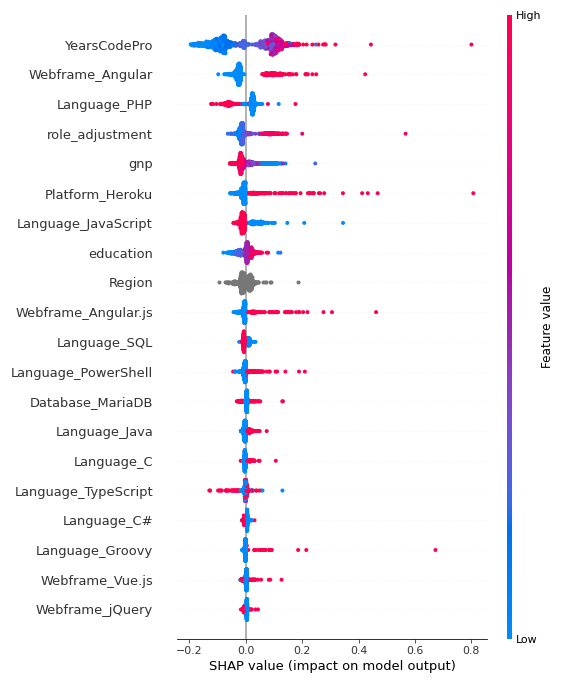 High
YearsCodePro
Webframe_Angular
Language_PHP
role_adjustment
gnp
Platform_Heroku
Language_JavaScript
education
Region
Webframe_Angular.js
Language_SQL
Language_PowerShell
Database_MariaDB
Language_Java
Language_C
Language_TypeScript
Language_C#
Language_Groovy
Webframe_Vue.js
Webframe_jQuery
Feature value
Low
−0.2 0.0 0.2 0.4 0.6 0.8
SHAP value (impact on model output)